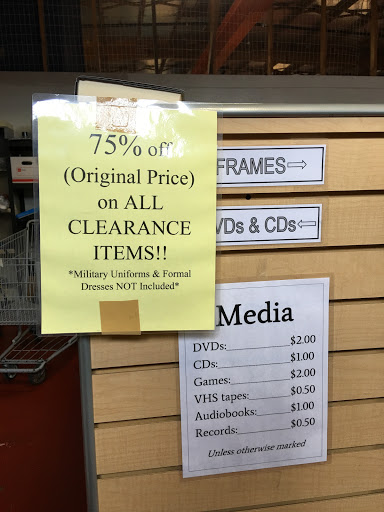 75% off
(Original Price)
on ALL
CLEARANCE
ITEMS!!
*Military Uniforms & Formal
Dresses NOT Included*
FRAMES⇨
VDs & CDs⇦
Media
DVDs: $2.00
CDs: $1.00
Games: $2.00
VHS tapes: $0.50
Audiobooks: $1.00
Records: $0.50
Unless otherwise marked